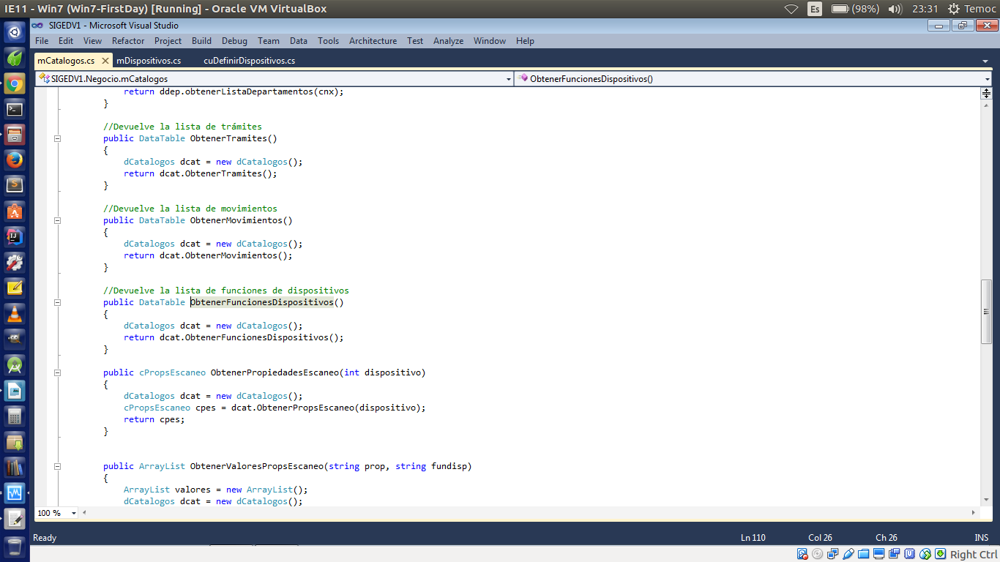 IE11 - Win7 (Win7-FirstDay) [Running] - Oracle VM VirtualBox
Es
(98%)
23:31
Temoc
SIGEDV1 - Microsoft Visual Studio
File Edit View Refactor Project Build Debug Team Data Tools Architecture Test Analyze Window Help
mCatalogos.cs mDispositivos.cs cuDefinirDispositivos.cs
SIGEDV1.Negocio.mCatalogos
ObtenerFuncionesDispositivos()
return ddep.obtenerListaDepartamentos(cnx);
}
//Devuelve la lista de trámites
public DataTable ObtenerTramites()
{
dCatalogos dcat = new dCatalogos();
return dcat.ObtenerTramites();
}
//Devuelve la lista de movimientos
public DataTable ObtenerMovimientos()
{
dCatalogos dcat = new dCatalogos();
return dcat.ObtenerMovimientos();
}
//Devuelve la lista de funciones de dispositivos
public DataTable ObtenerFuncionesDispositivos()
{
dCatalogos dcat = new dCatalogos();
return dcat.ObtenerFuncionesDispositivos();
}
public cPropsEscaneo ObtenerPropiedadesEscaneo(int dispositivo)
{
dCatalogos dcat = new dCatalogos();
cPropsEscaneo cpes = dcat.ObtenerPropsEscaneo(dispositivo);
return cpes;
}
public ArrayList ObtenerValoresPropsEscaneo(string prop, string fundisp)
{
ArrayList valores = new ArrayList();
dCatalogos dcat = new dCatalogos();
100 %
Ready
Ln 110
Col 26
Ch 26
INS
Right Ctrl